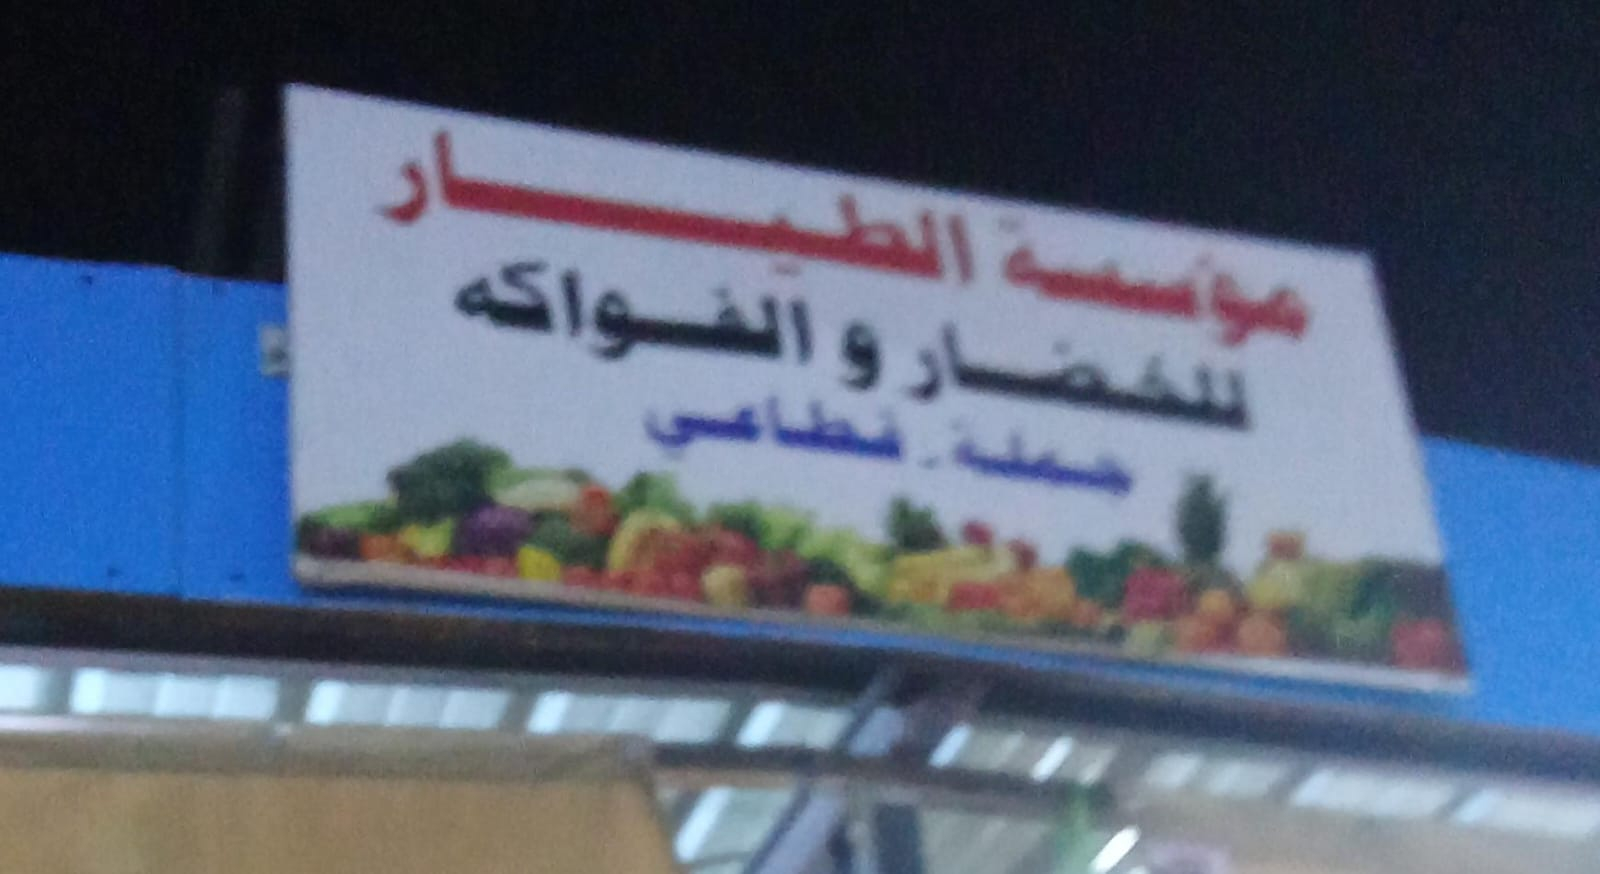 مؤسسة الطيار
للخضار و الفواكه
جملة - قطاعي